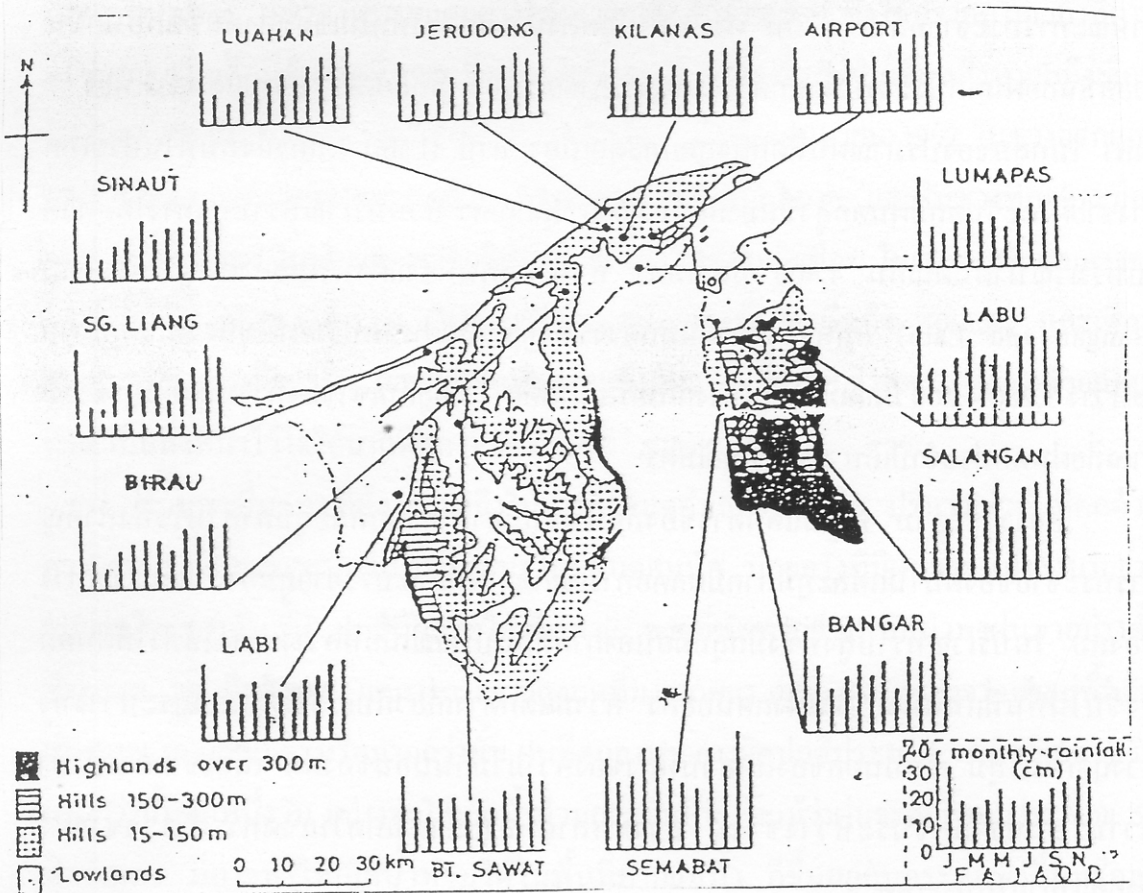 LUAHAN
JERUDONG
KILANAS
AIRPORT
N
SINAUT
LUMAPAS
SG. LIANG
LABU
BIRAU
SALANGAN
LABI
BANGAR
BT. SAWAT
SEMABAT
Highlands over 300m
Hills 150-300m
Hills 15-150m
Lowlands
0 10 20 30 km
40 monthly rainfall
30 (cm)
20
10
0
J M M J S N
F A J A O D